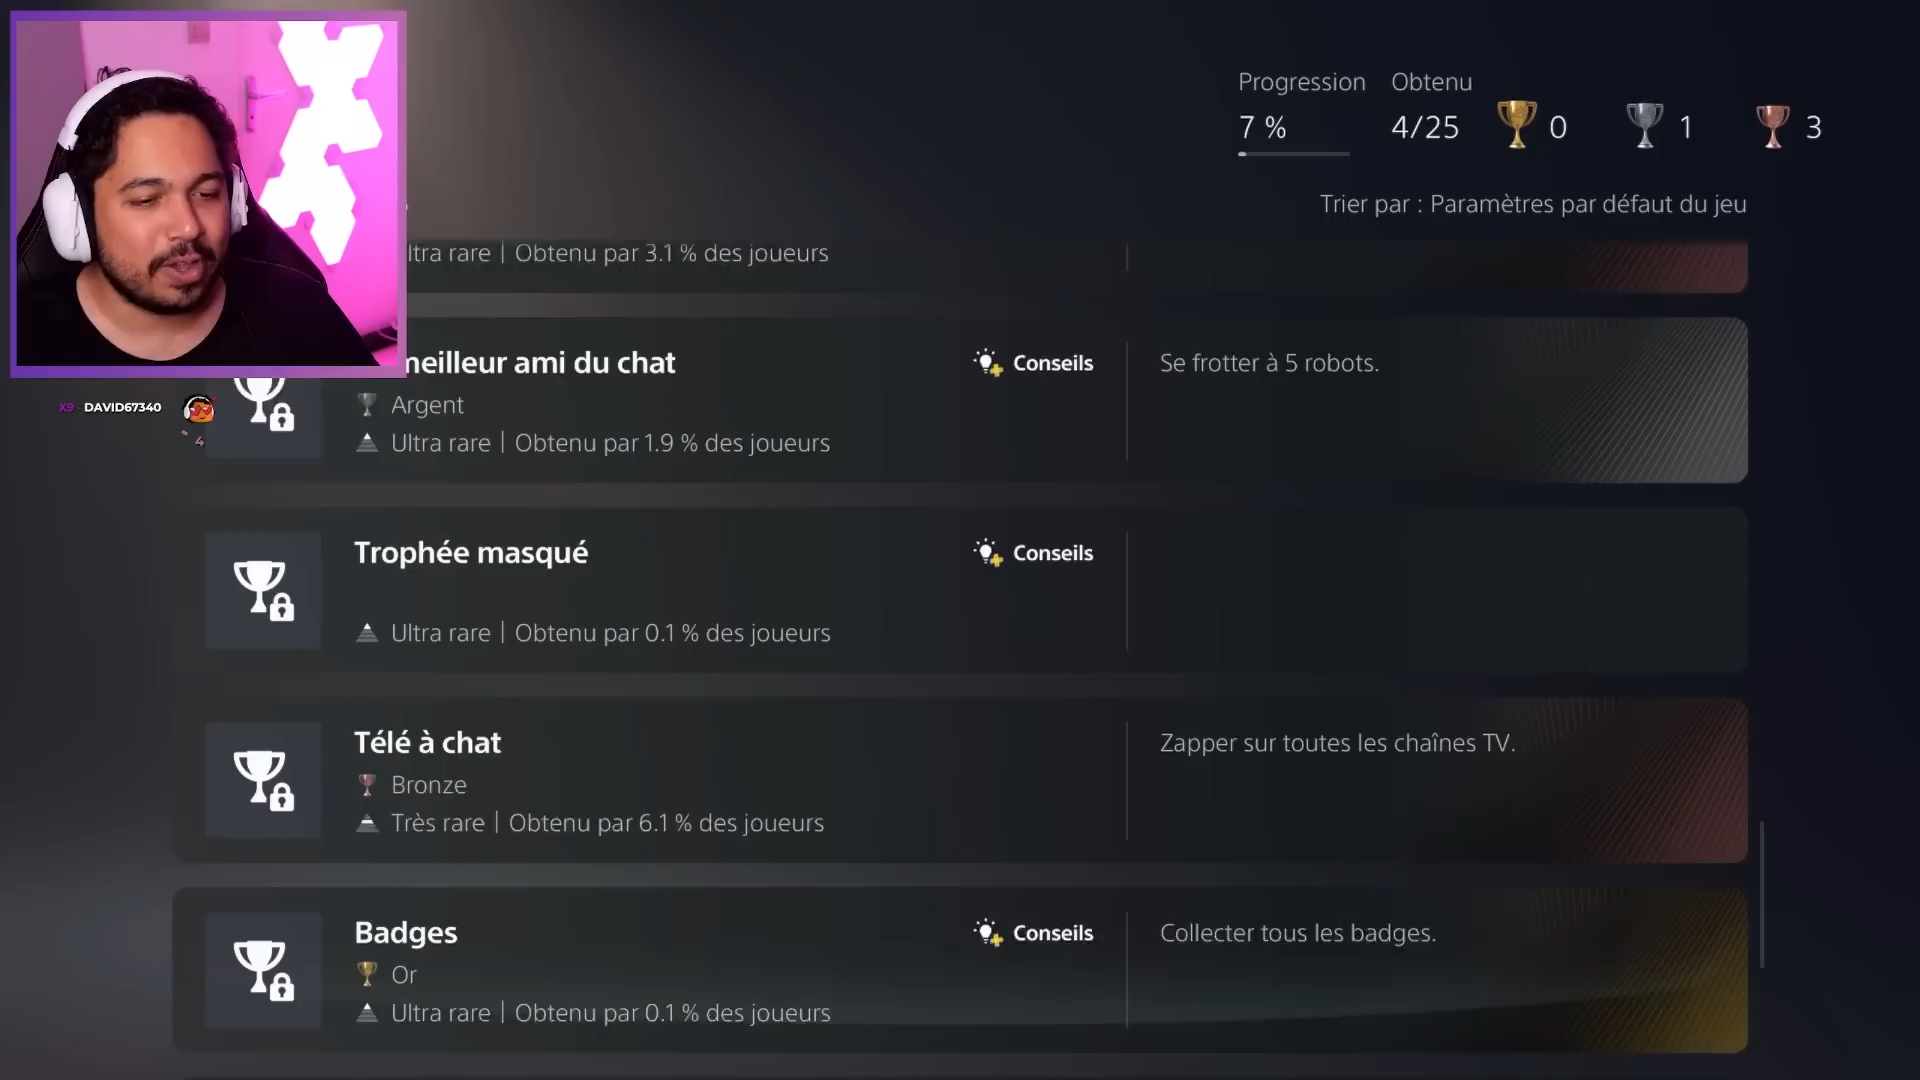 Progression
Obtenu
7 %
4/25
0
1
3
Trier par : Paramètres par défaut du jeu
ltra rare | Obtenu par 3.1 % des joueurs
meilleur ami du chat
Conseils
Se frotter à 5 robots.
Argent
X9 - DAVID67340
4
Ultra rare | Obtenu par 1.9 % des joueurs
Trophée masqué
Conseils
Ultra rare | Obtenu par 0.1 % des joueurs
Télé à chat
Zapper sur toutes les chaînes TV.
Bronze
Très rare | Obtenu par 6.1 % des joueurs
Badges
Conseils
Collecter tous les badges.
Or
Ultra rare | Obtenu par 0.1 % des joueurs